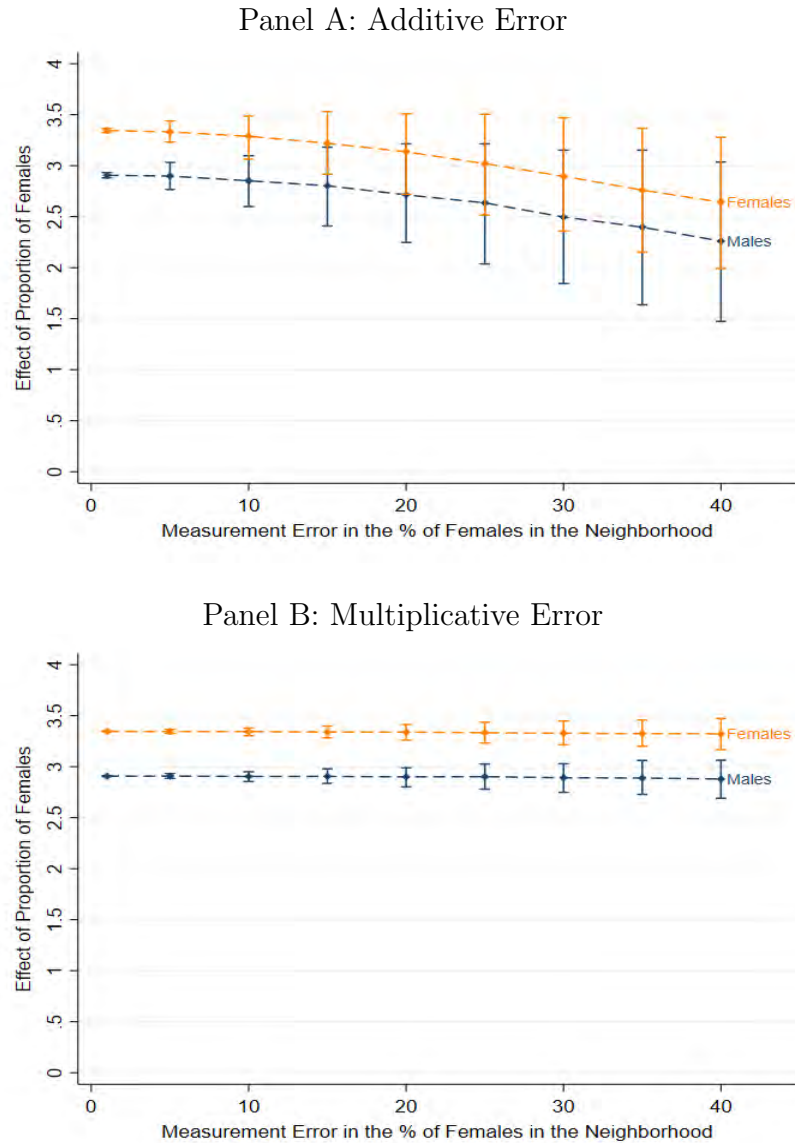 Panel A: Additive Error
Effect of Proportion of Females
4
3.5
3
2.5
2
1.5
1
.5
0
Females
Males
0 10 20 30 40
Measurement Error in the % of Females in the Neighborhood
Panel B: Multiplicative Error
Effect of Proportion of Females
4
3.5
3
2.5
2
1.5
1
.5
0
Females
Males
0 10 20 30 40
Measurement Error in the % of Females in the Neighborhood